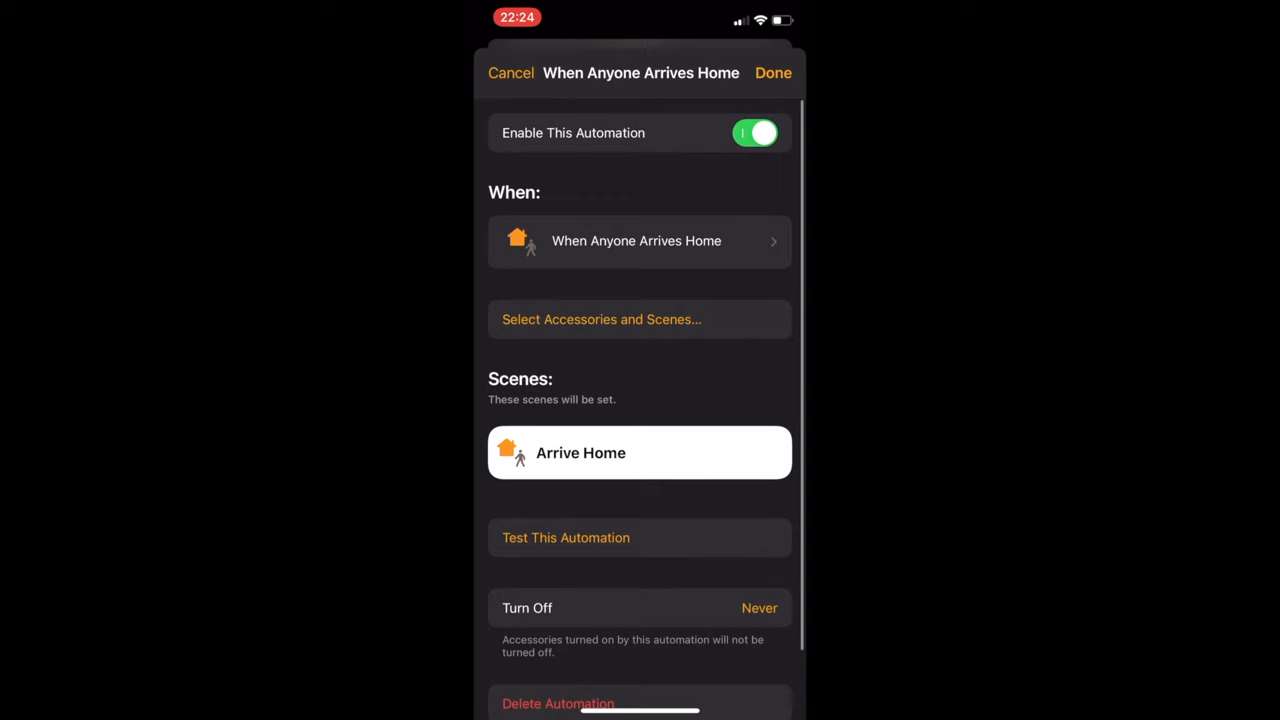 22:24
Cancel When Anyone Arrives Home Done
Enable This Automation
When:
When Anyone Arrives Home
Select Accessories and Scenes...
Scenes:
These scenes will be set.
Arrive Home
Test This Automation
Turn Off Never
Accessories turned on by this automation will not be
turned off.
Delete Automation